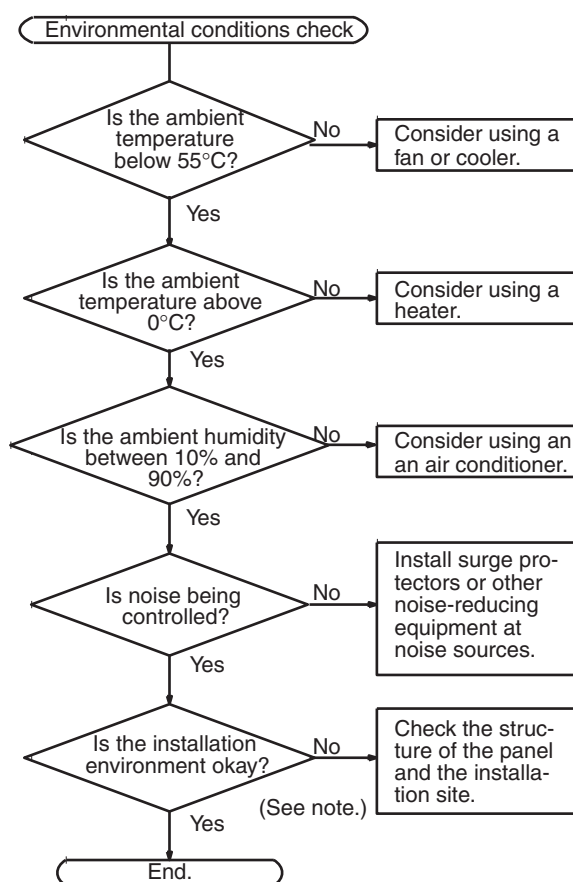 Environmental conditions check
Is the ambient
temperature
below 55°C?
No
Consider using a
fan or cooler.
Yes
Is the ambient
temperature above
0°C?
No
Consider using a
heater.
Yes
Is the ambient humidity
between 10% and
90%?
No
Consider using an
an air conditioner.
Yes
Is noise being
controlled?
No
Install surge pro-
tectors or other
noise-reducing
equipment at
noise sources.
Yes
Is the installation
environment okay?
No
(See note.)
Check the struc-
ture of the panel
and the installa-
tion site.
Yes
End.